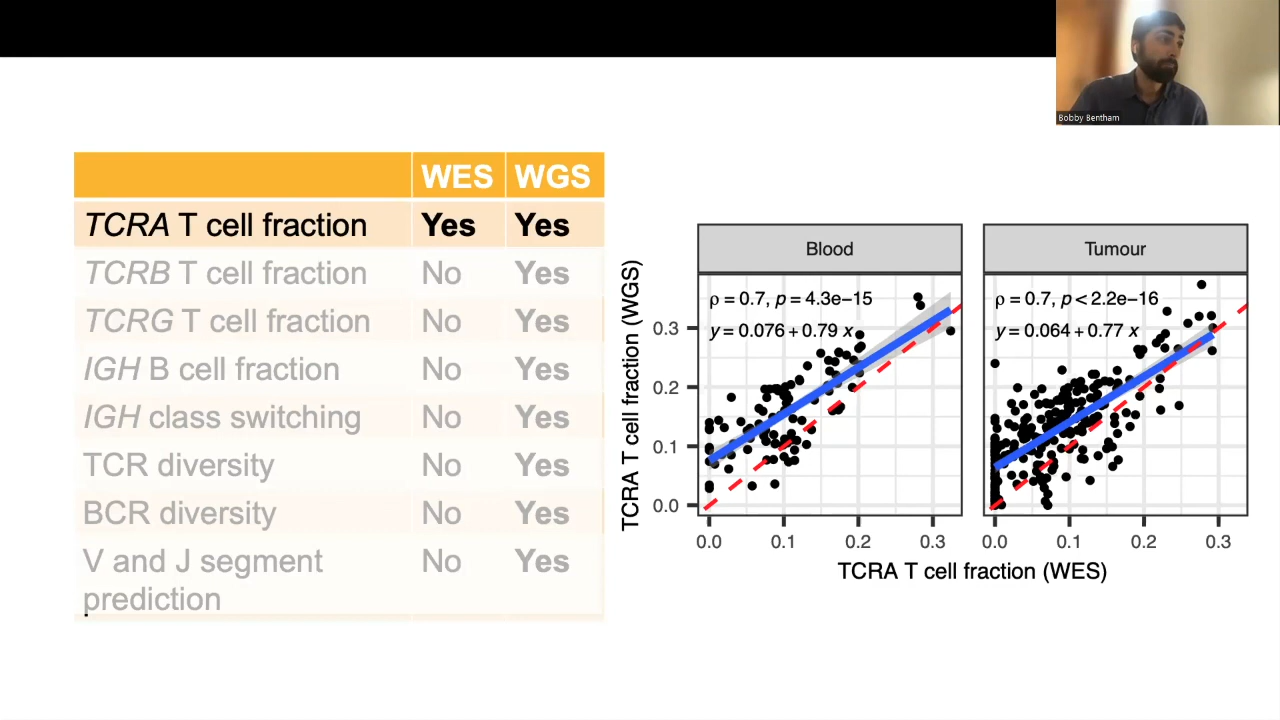 Bobby Bentham
WES WGS
TCRA T cell fraction Yes Yes
TCRB T cell fraction No Yes
TCRG T cell fraction No Yes
IGH B cell fraction No Yes
IGH class switching No Yes
TCR diversity No Yes
BCR diversity No Yes
V and J segment No Yes
prediction
TCRA T cell fraction (WGS)
0.3
0.2
0.1
0.0
Blood
ρ = 0.7, p = 4.3e−15
y = 0.076 + 0.79 x
0.0 0.1 0.2 0.3
Tumour
ρ = 0.7, p < 2.2e−16
y = 0.064 + 0.77 x
0.0 0.1 0.2 0.3
TCRA T cell fraction (WES)